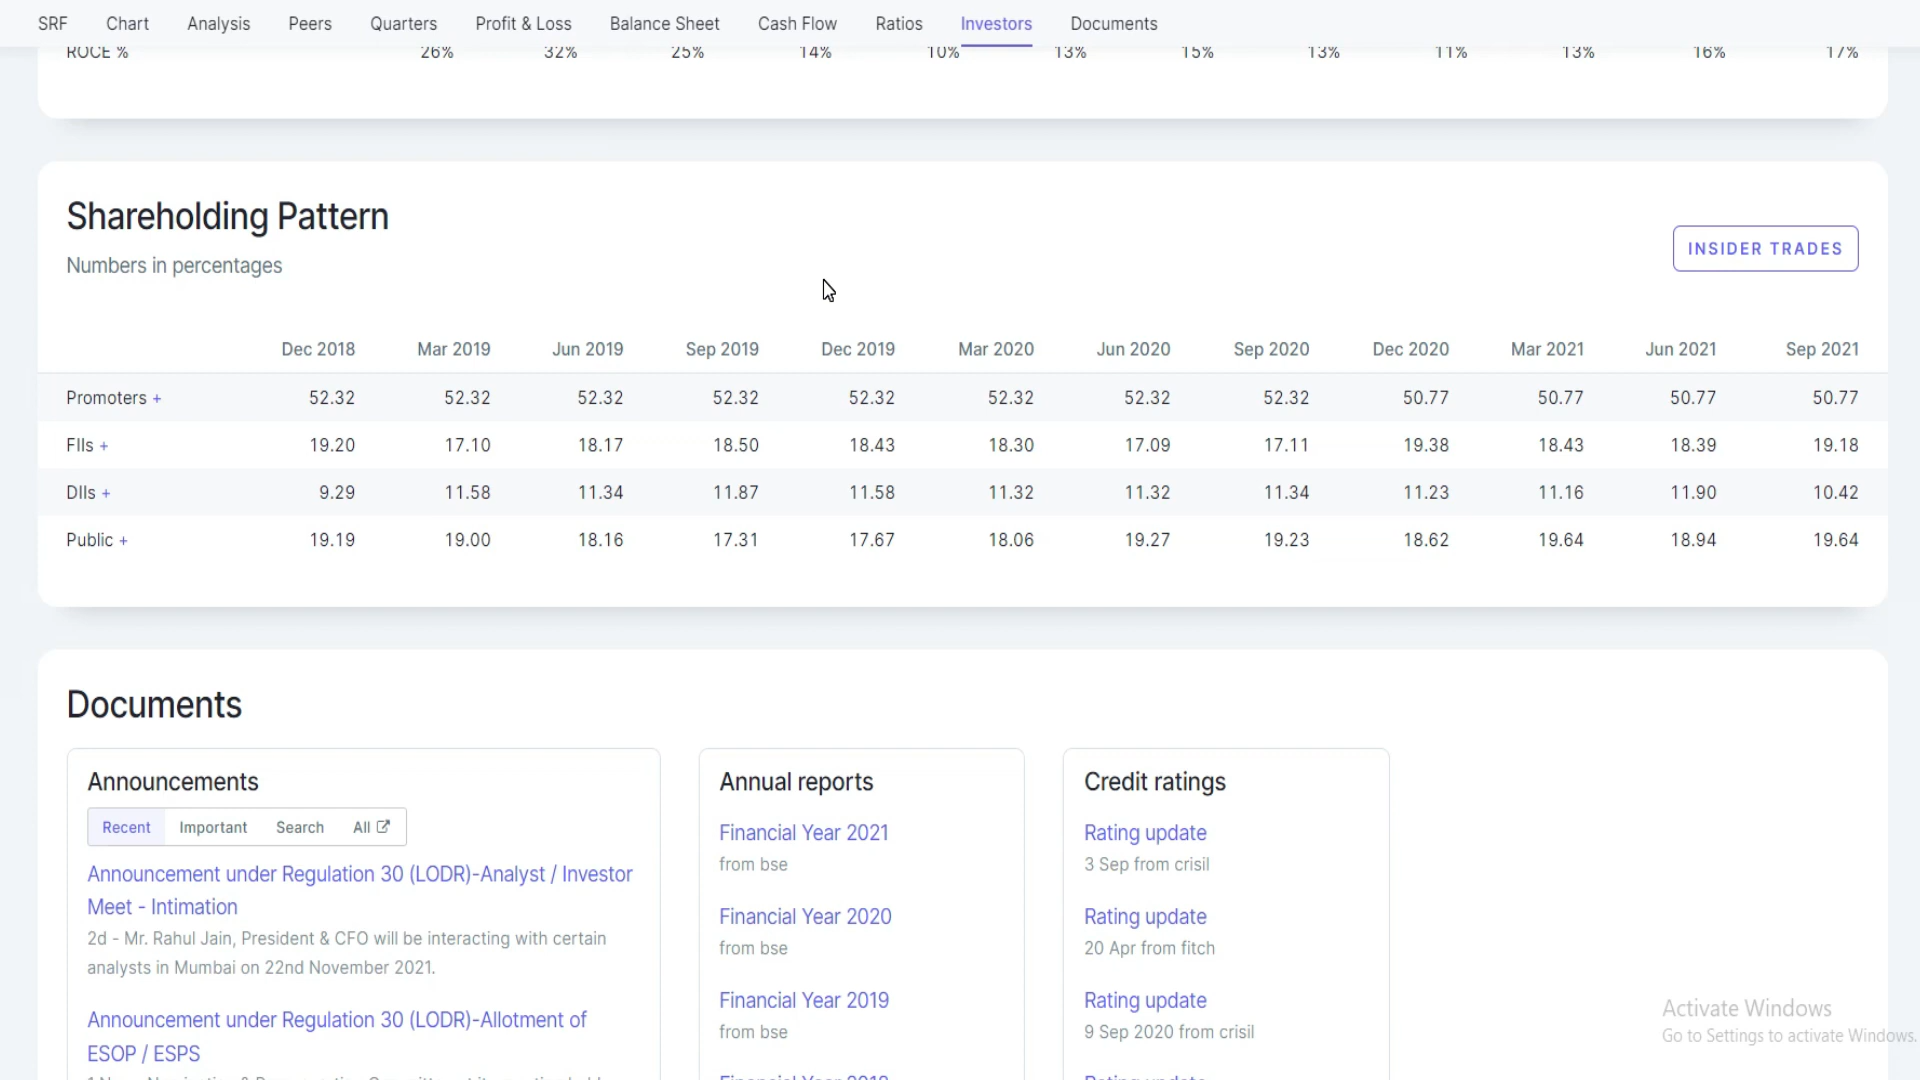 SRF Chart Analysis Peers Quarters Profit & Loss Balance Sheet Cash Flow Ratios Investors Documents
ROCE % 26% 32% 25% 14% 10% 13% 15% 13% 11% 13% 16% 17%
Shareholding Pattern
Numbers in percentages
INSIDER TRADES
Dec 2018 Mar 2019 Jun 2019 Sep 2019 Dec 2019 Mar 2020 Jun 2020 Sep 2020 Dec 2020 Mar 2021 Jun 2021 Sep 2021
Promoters + 52.32 52.32 52.32 52.32 52.32 52.32 52.32 52.32 50.77 50.77 50.77 50.77
FIIs + 19.20 17.10 18.17 18.50 18.43 18.30 17.09 17.11 19.38 18.43 18.39 19.18
DIIs + 9.29 11.58 11.34 11.87 11.58 11.32 11.32 11.34 11.23 11.16 11.90 10.42
Public + 19.19 19.00 18.16 17.31 17.67 18.06 19.27 19.23 18.62 19.64 18.94 19.64
Documents
Announcements
Recent Important Search All
Announcement under Regulation 30 (LODR)-Analyst / Investor
Meet - Intimation
2d - Mr. Rahul Jain, President & CFO will be interacting with certain
analysts in Mumbai on 22nd November 2021.
Announcement under Regulation 30 (LODR)-Allotment of
ESOP / ESPS
Annual reports
Financial Year 2021
from bse
Financial Year 2020
from bse
Financial Year 2019
from bse
Financial Year 2018
Credit ratings
Rating update
3 Sep from crisil
Rating update
20 Apr from fitch
Rating update
9 Sep 2020 from crisil
Rating update
Activate Windows
Go to Settings to activate Windows.